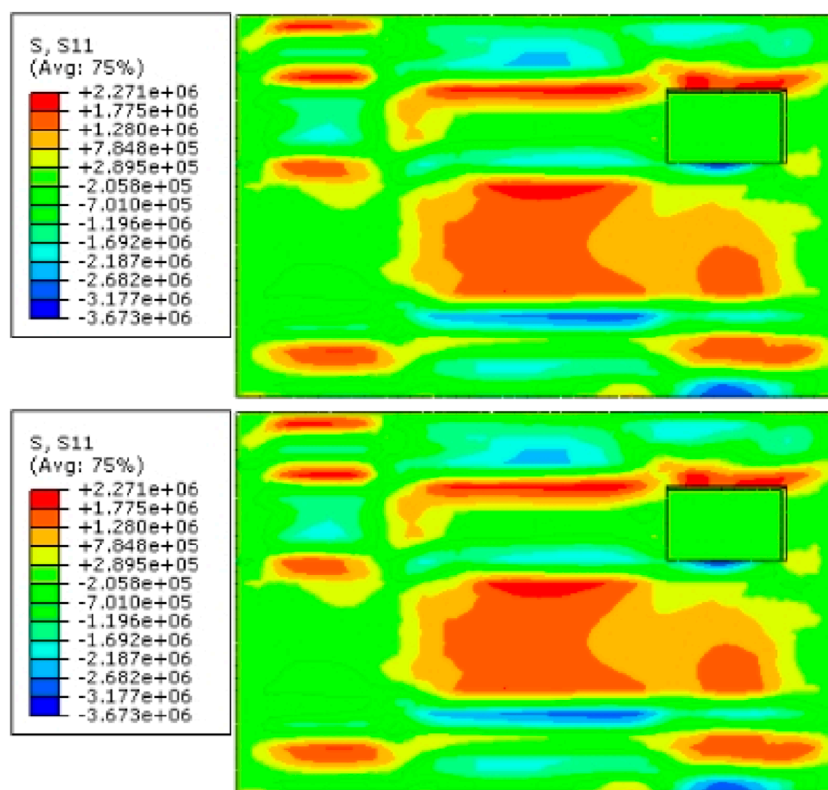 S, S11
(Avg: 75%)
+2.271e+06
+1.775e+06
+1.280e+06
+7.848e+05
+2.895e+05
-2.058e+05
-7.010e+05
-1.196e+06
-1.692e+06
-2.187e+06
-2.682e+06
-3.177e+06
-3.673e+06
S, S11
(Avg: 75%)
+2.271e+06
+1.775e+06
+1.280e+06
+7.848e+05
+2.895e+05
-2.058e+05
-7.010e+05
-1.196e+06
-1.692e+06
-2.187e+06
-2.682e+06
-3.177e+06
-3.673e+06